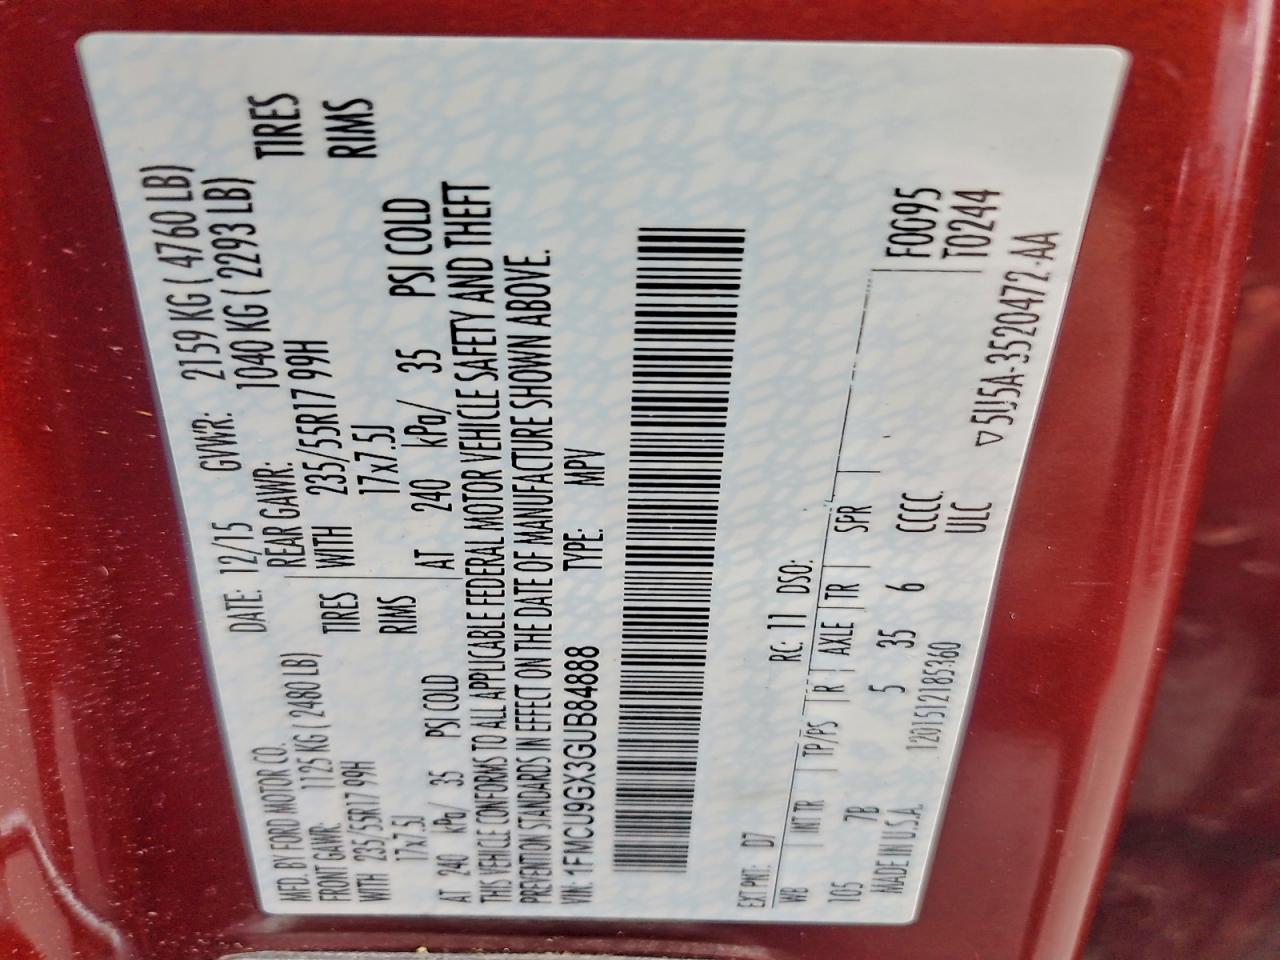 MFD. BY FORD MOTOR CO. DATE: 12/15 GVWR: 2159 KG ( 4760 LB)
FRONT GAWR: 1125 KG ( 2480 LB) REAR GAWR: 1040 KG ( 2293 LB)
WITH 235/55R17 99H TIRES WITH 235/55R17 99H TIRES
17x7.5J RIMS 17x7.5J RIMS
AT 240 kPa/ 35 PSI COLD AT 240 kPa/ 35 PSI COLD
THIS VEHICLE CONFORMS TO ALL APPLICABLE FEDERAL MOTOR VEHICLE SAFETY AND THEFT
PREVENTION STANDARDS IN EFFECT ON THE DATE OF MANUFACTURE SHOWN ABOVE.
VIN: 1FMCU9GX3GUB84888 TYPE: MPV
EXT PNT: D7 RC: 11 DSO:
WB INT TR TP/PS R AXLE TR SPR F0095
105 7B 5 35 6 CCCC. T0244
MADE IN U.S.A. 12015121185360 ULC ▽5U5A-3520472-AA